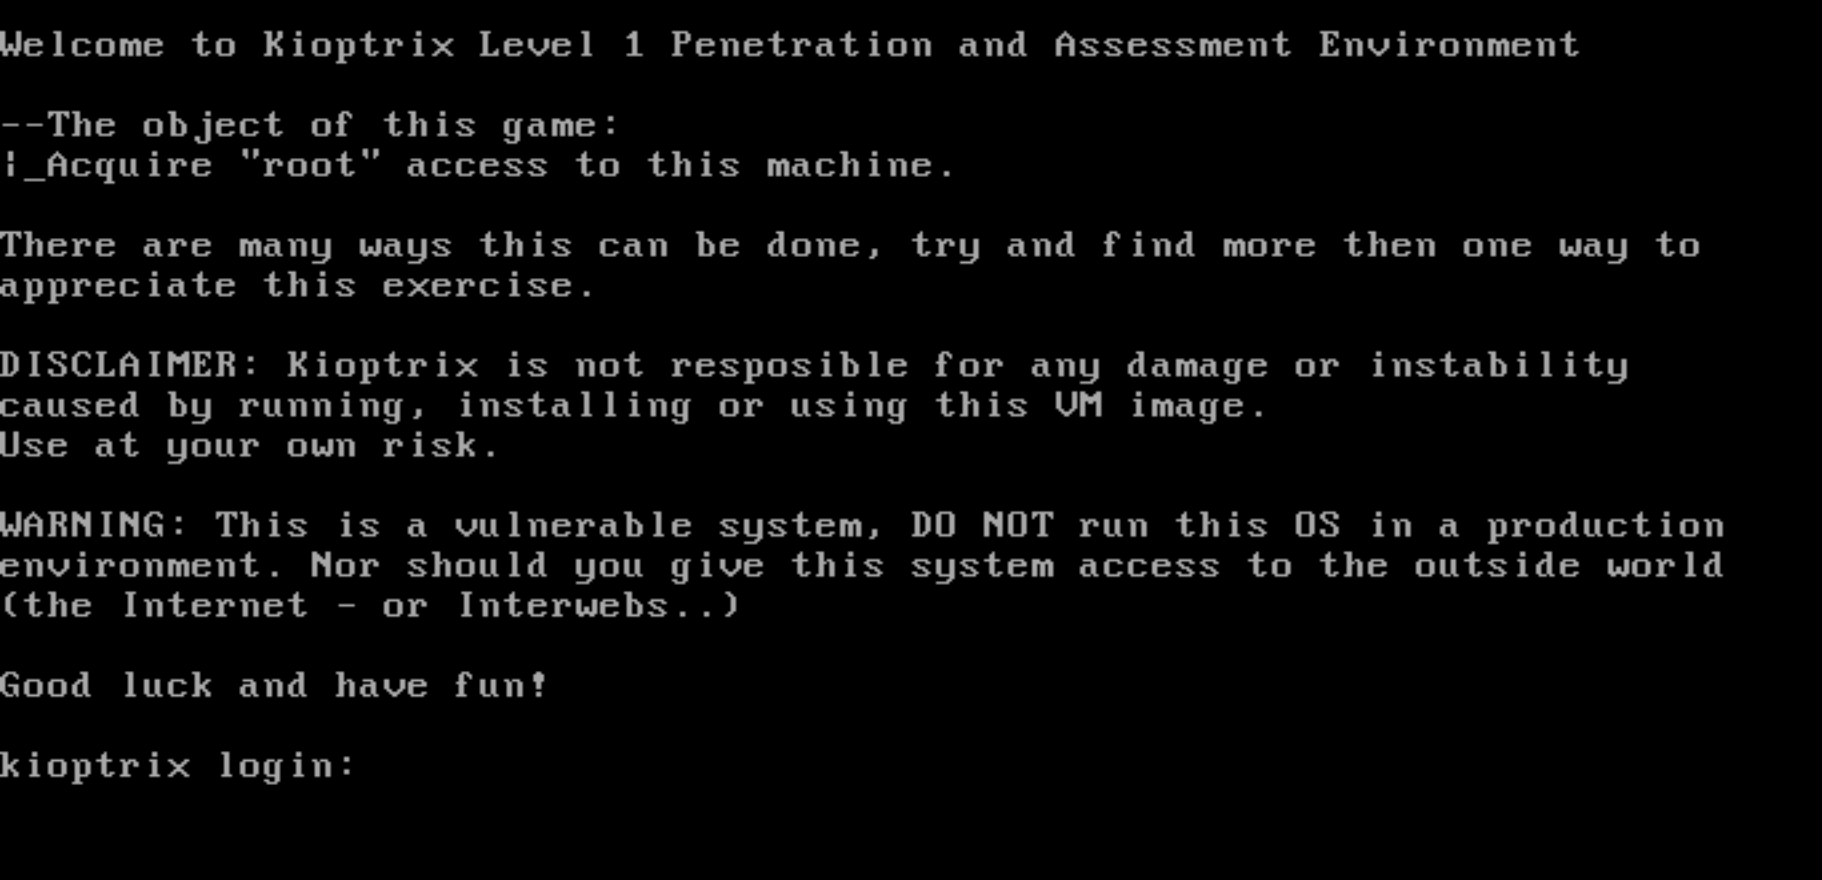 Welcome to Kioptrix Level 1 Penetration and Assessment Environment
--The object of this game:
|_Acquire "root" access to this machine.
There are many ways this can be done, try and find more then one way to
appreciate this exercise.
DISCLAIMER: Kioptrix is not resposible for any damage or instability
caused by running, installing or using this VM image.
Use at your own risk.
WARNING: This is a vulnerable system, DO NOT run this OS in a production
environment. Nor should you give this system access to the outside world
(the Internet - or Interwebs..)
Good luck and have fun!
kioptrix login: